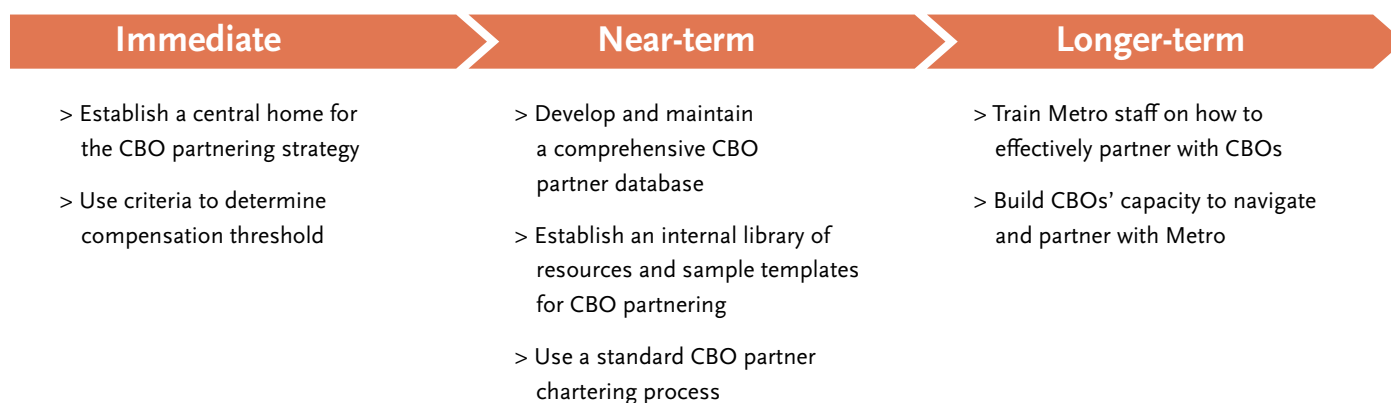 Immediate
Near-term
Longer-term
> Establish a central home for
the CBO partnering strategy
> Use criteria to determine
compensation threshold
> Develop and maintain
a comprehensive CBO
partner database
> Establish an internal library of
resources and sample templates
for CBO partnering
> Use a standard CBO partner
chartering process
> Train Metro staff on how to
effectively partner with CBOs
> Build CBOs’ capacity to navigate
and partner with Metro